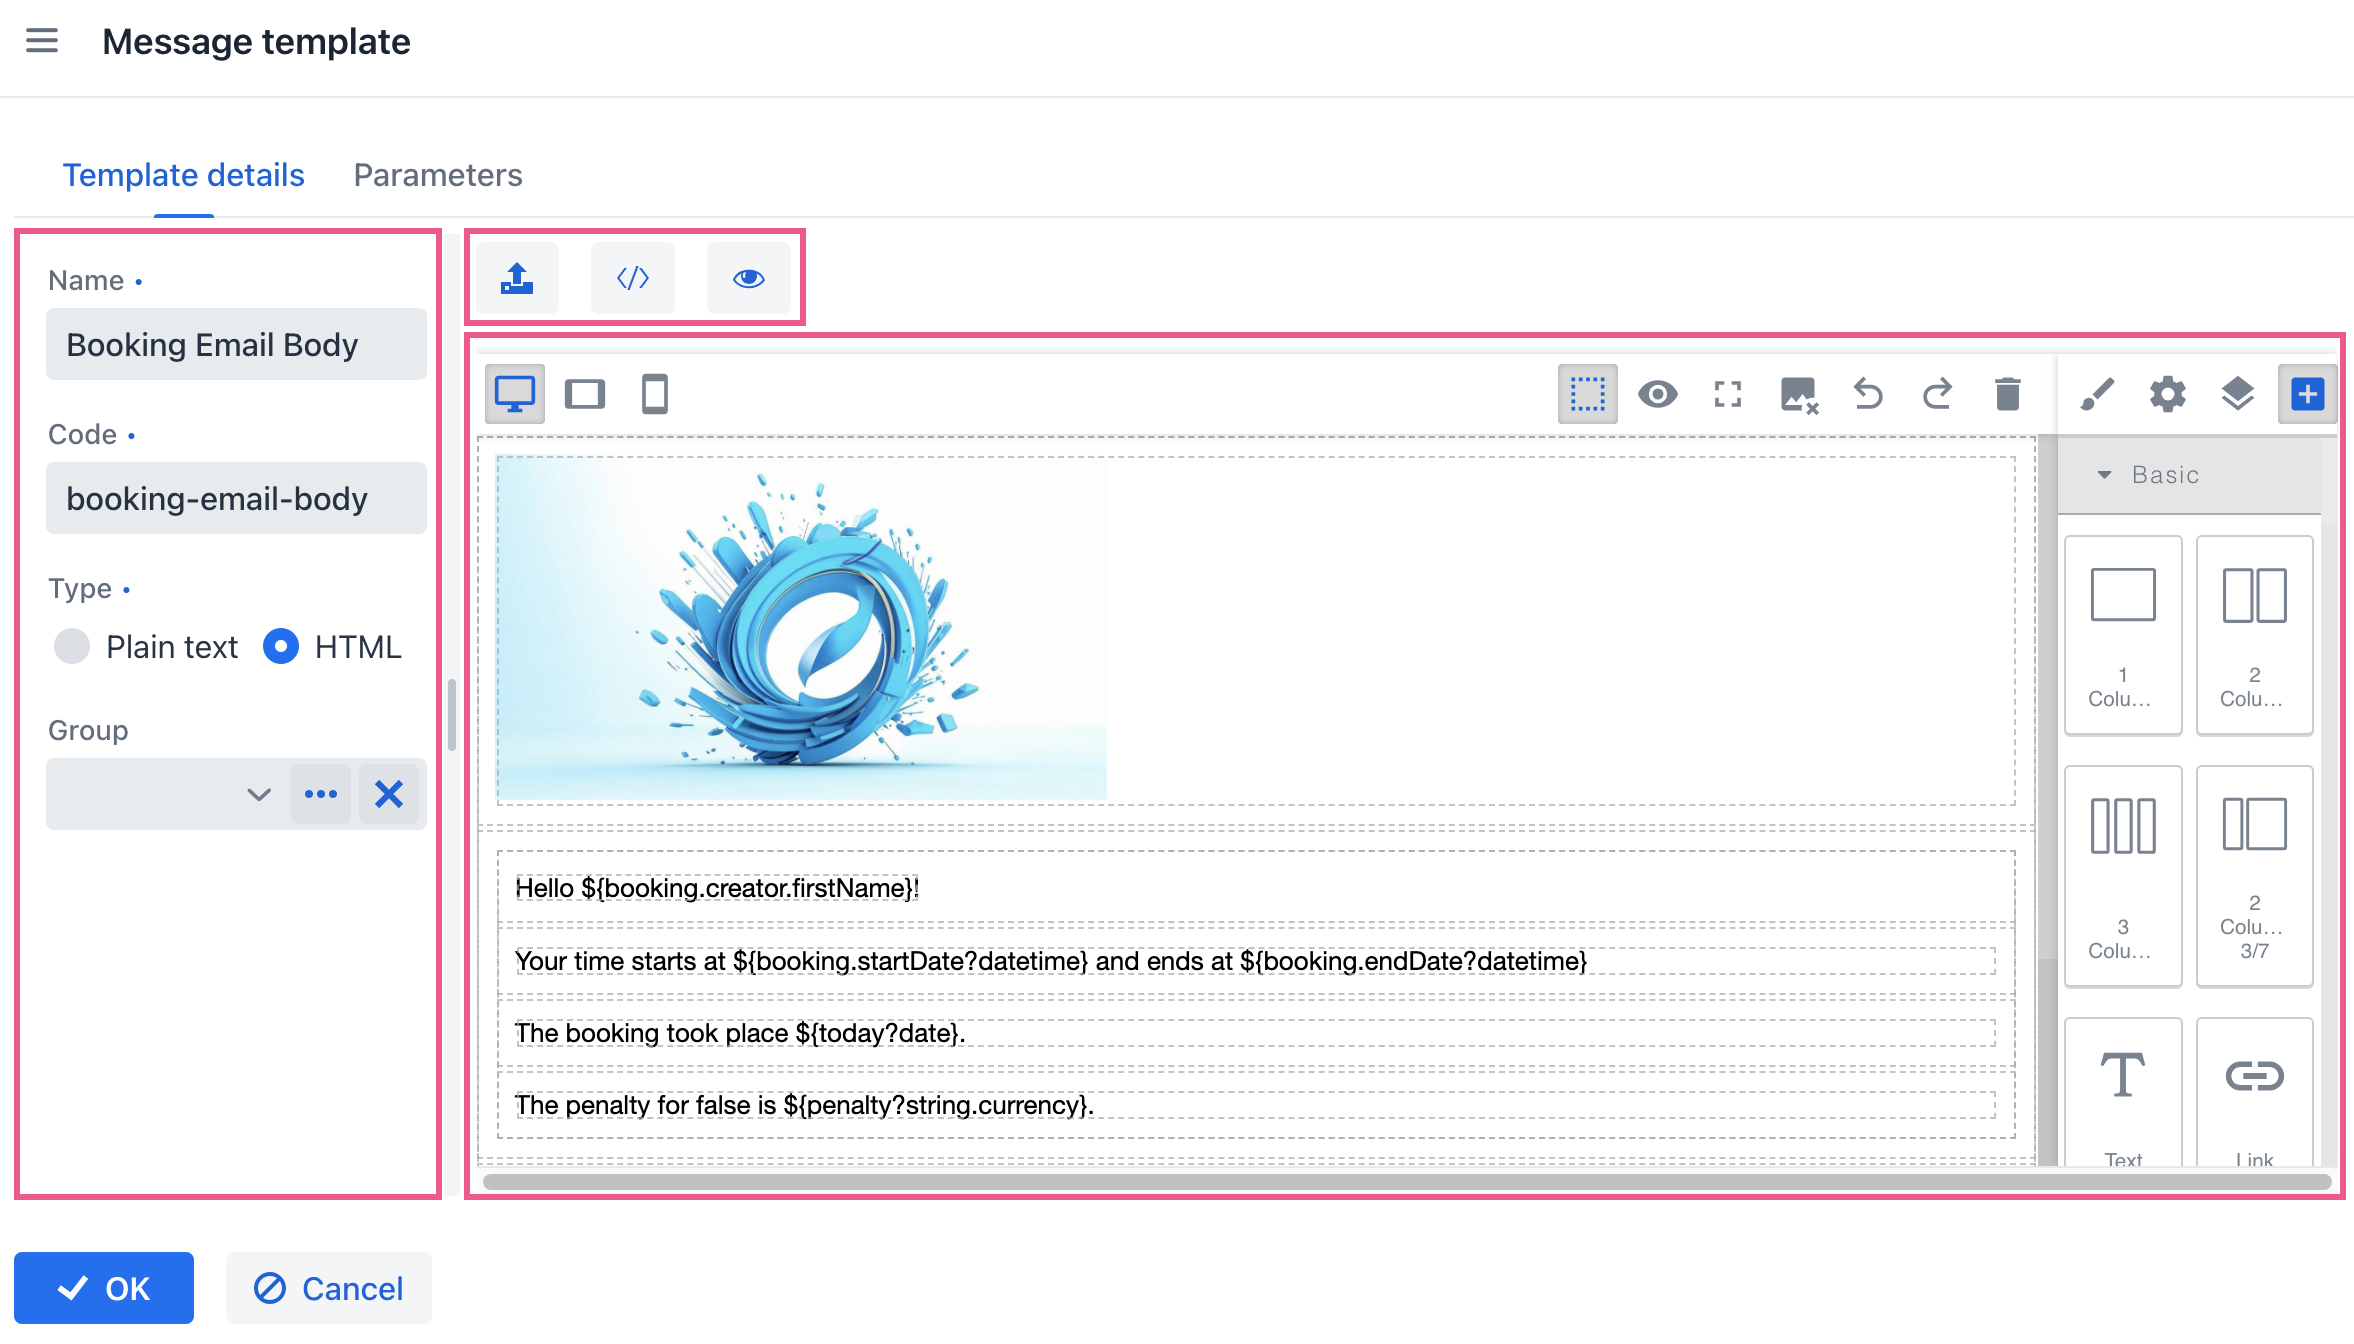 Message template
Template details
Parameters
Name
Booking Email Body
Code
booking-email-body
Type
Plain text
HTML
Group
Basic
1
Colu...
2
Colu...
3
Colu...
2
Colu...
3/7
Text
Link
Hello ${booking.creator.firstName}!
Your time starts at ${booking.startDate?datetime} and ends at ${booking.endDate?datetime}
The booking took place ${today?date}.
The penalty for false is ${penalty?string.currency}.
OK
Cancel